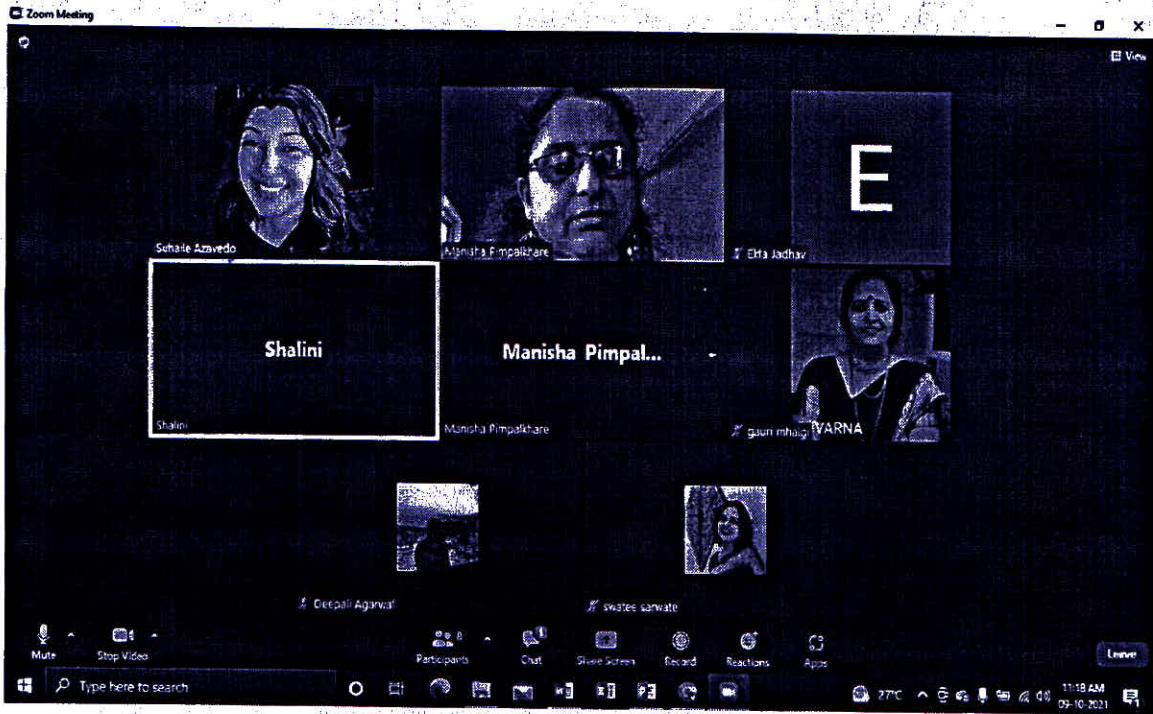 Zoom Meeting
View
Suhaile Azavedo
Manisha Pimpalkhare
E
Ekta Jadhav
Shalini
Shalini
Manisha Pimpal...
Manisha Pimpalkhare
gauri mhaigi
VARNA
Deepali Agarwal
swatee sarwate
Mute
Stop Video
8
Participants
1
Chat
Share Screen
Record
Reactions
Apps
Leave
Type here to search
27°C
11:18 AM
09-10-2021
1